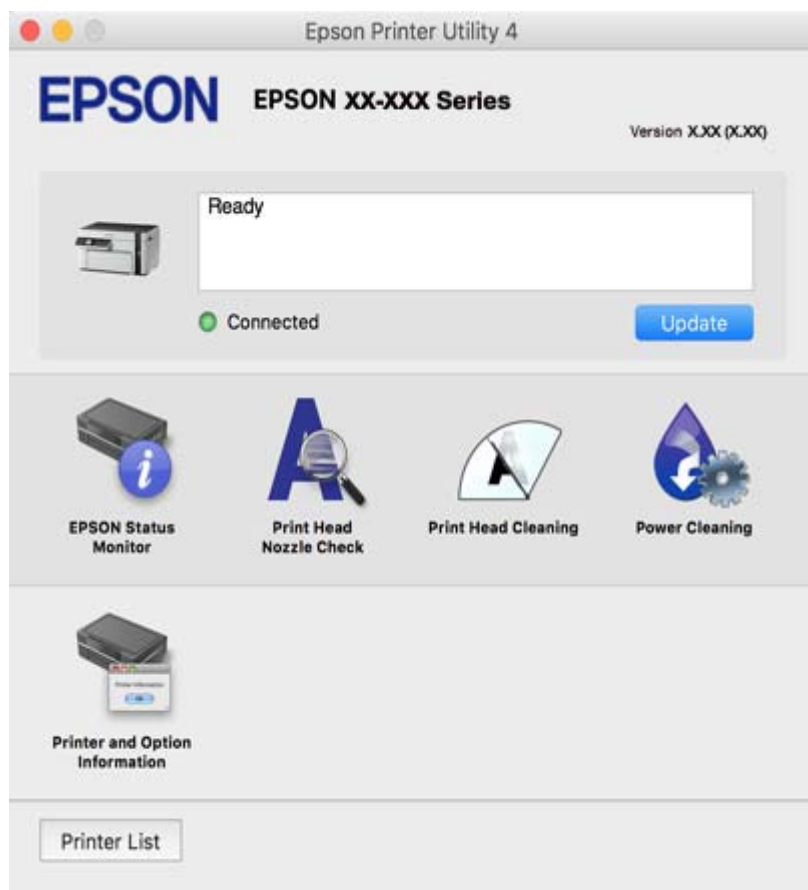 Epson Printer Utility 4
EPSON
EPSON XX-XXX Series
Version X.XX (X.XX)
Ready
Connected
Update
EPSON Status
Monitor
Print Head
Nozzle Check
Print Head Cleaning
Power Cleaning
Printer and Option
Information
Printer List